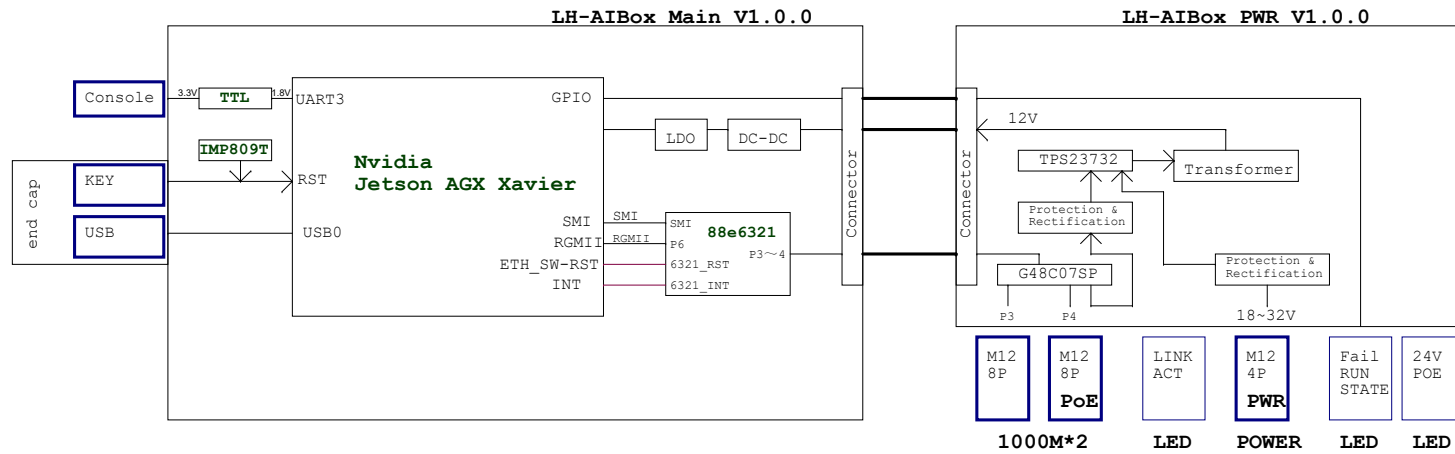 LH-AIBox Main V1.0.0
LH-AIBox PWR V1.0.0
Console
3.3V
TTL
1.8V
UART3
GPIO
IMP809T
LDO
DC-DC
12V
TPS23732
Transformer
end cap
KEY
RST
Nvidia
Jetson AGX Xavier
Connector
Connector
Protection &
Rectification
USB
USB0
SMI
SMI
SMI
88e6321
RGMII
RGMII
P6
P3～4
ETH_SW-RST
6321_RST
INT
6321_INT
G48C07SP
Protection &
Rectification
P3
P4
18~32V
M12
8P
M12
8P
PoE
LINK
ACT
M12
4P
PWR
Fail
RUN
STATE
24V
POE
1000M*2
LED
POWER
LED
LED